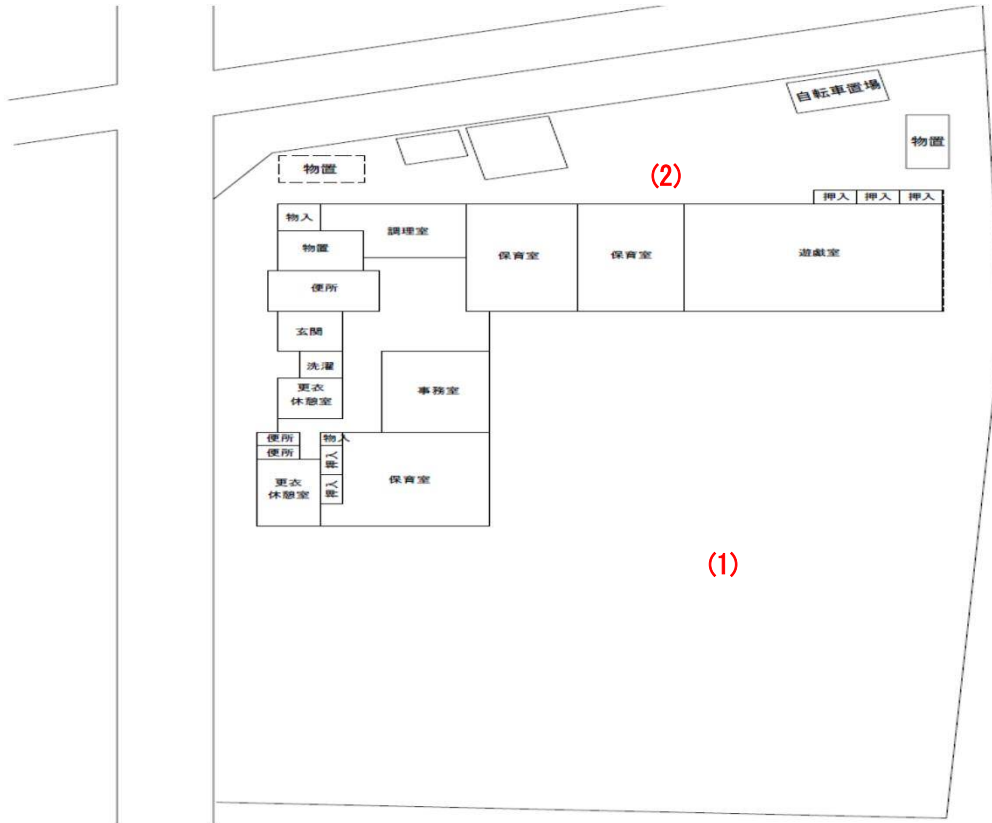 自転車置場
物置
物置
(2)
押入
押入
押入
物入
調理室
物置
保育室
保育室
遊戯室
便所
玄関
洗濯
更衣
休憩室
事務室
便所
便所
物入
押入
押入
更衣
休憩室
保育室
(1)